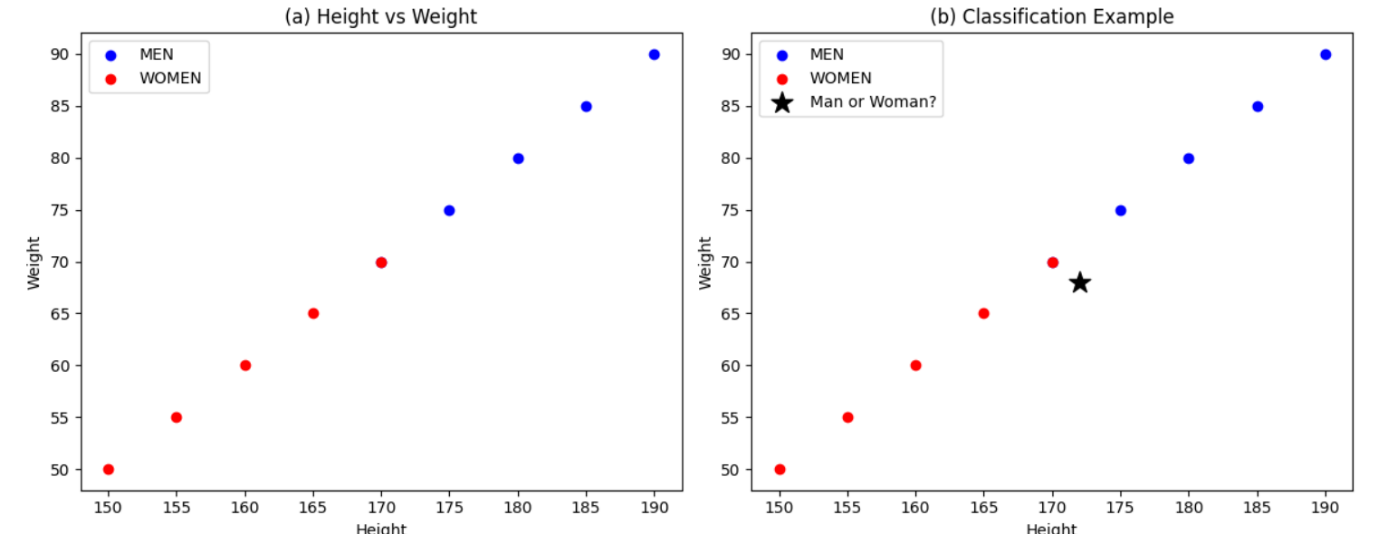 (a) Height vs Weight
MEN
WOMEN
90
85
80
75
70
65
60
55
50
Weight
150 155 160 165 170 175 180 185 190
Height
(b) Classification Example
MEN
WOMEN
Man or Woman?
90
85
80
75
70
65
60
55
50
Weight
150 155 160 165 170 175 180 185 190
Height